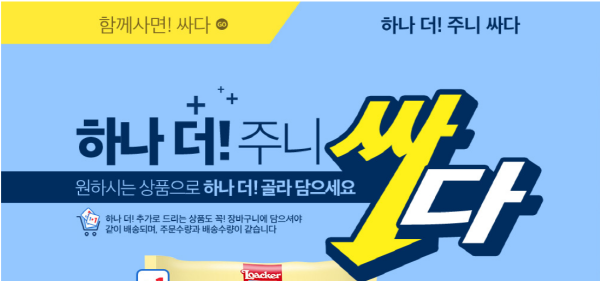 함께사면! 싸다 GO
하나 더! 주니 싸다
하나 더! 주니
싸다
원하시는 상품으로 하나 더! 골라 담으세요
하나 더! 추가로 드리는 상품도 꼭! 장바구니에 담으셔야
같이 배송되며, 주문수량과 배송수량이 같습니다
Loacker